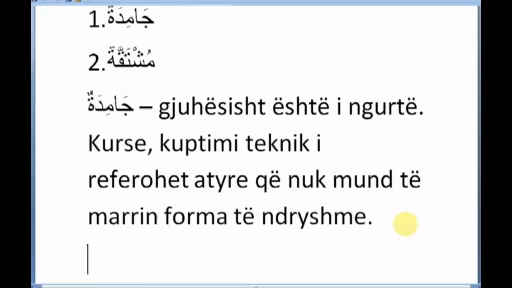 1.جَامِدَةٌ
2.مُشْتَقَّةٌ
جَامِدَةٌ – gjuhësisht është i ngurtë.
Kurse, kuptimi teknik i
referohet atyre që nuk mund të
marrin forma të ndryshme.